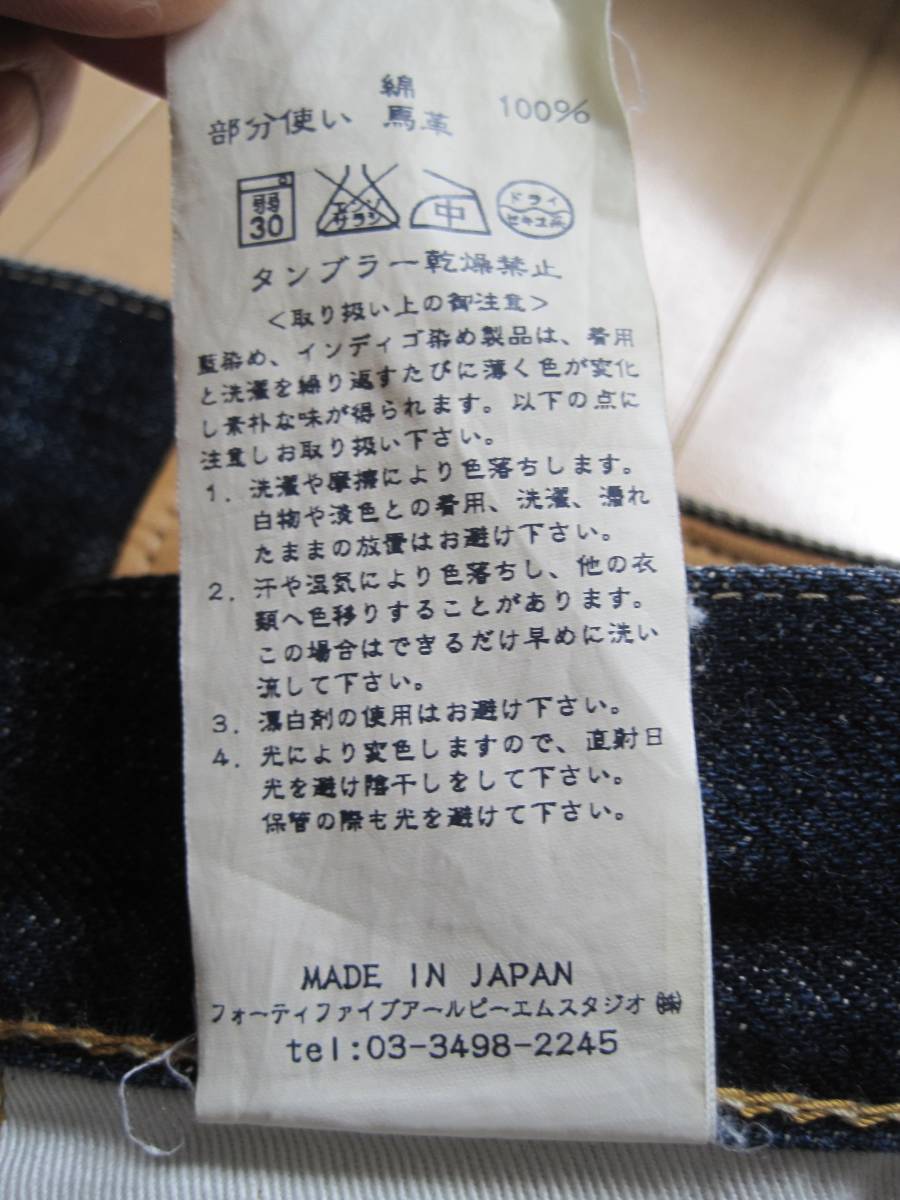 綿 100%
部分使い 馬革
弱 30 エンソ サラシ 中 ドライ セキユ系
タンブラー乾燥禁止
<取り扱い上の御注意>
藍染め、インディゴ染め製品は、着用
と洗濯を繰り返すたびに薄く色が変化
し素朴な味が得られます。以下の点に
注意しお取り扱い下さい。
1. 洗濯や摩擦により色落ちします。
白物や淡色との着用、洗濯、濡れ
たままの放置はお避け下さい。
2. 汗や湿気により色落ちし、他の衣
類へ色移りすることがあります。
この場合はできるだけ早めに洗い
流して下さい。
3. 漂白剤の使用はお避け下さい。
4. 光により変色しますので、直射日
光を避け陰干しをして下さい。
保管の際も光を避けて下さい。
MADE IN JAPAN
フォーティファイブアールピーエムスタジオ㈱
tel:03-3498-2245